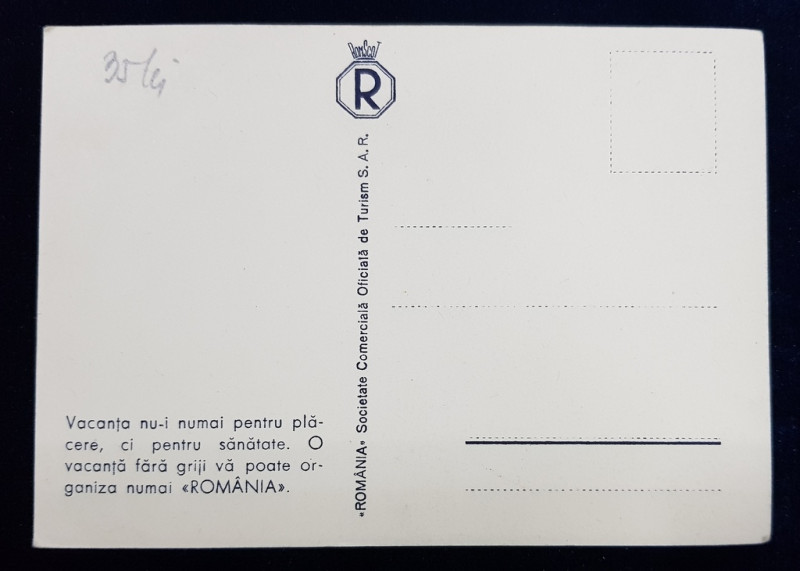 35 lei
RomScoT
R
«ROMÂNIA» Societate Comercială Oficială de Turism S. A. R.
Vacanța nu-i numai pentru plă-
cere, ci pentru sănătate. O
vacanță fără griji vă poate or-
ganiza numai «ROMÂNIA».